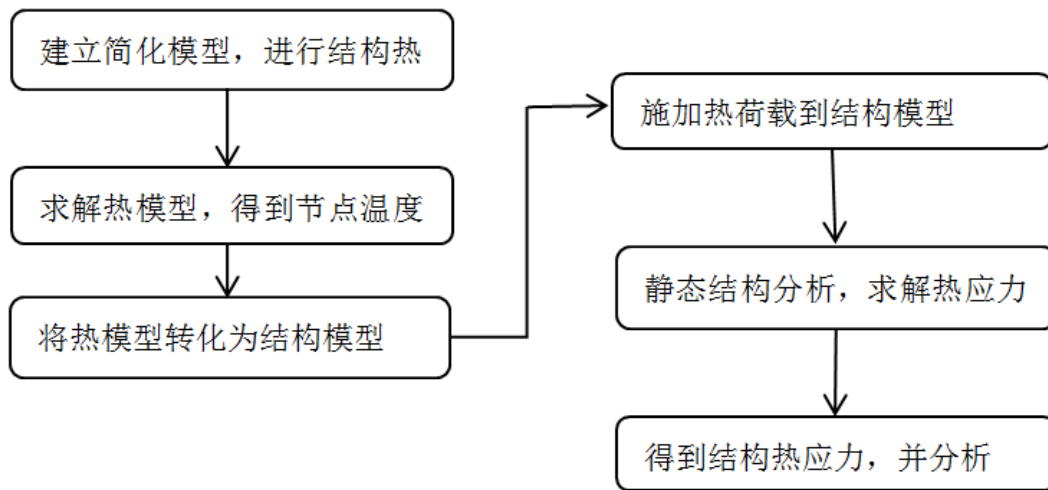 建立简化模型，进行结构热
求解热模型，得到节点温度
将热模型转化为结构模型
施加热荷载到结构模型
静态结构分析，求解热应力
得到结构热应力，并分析